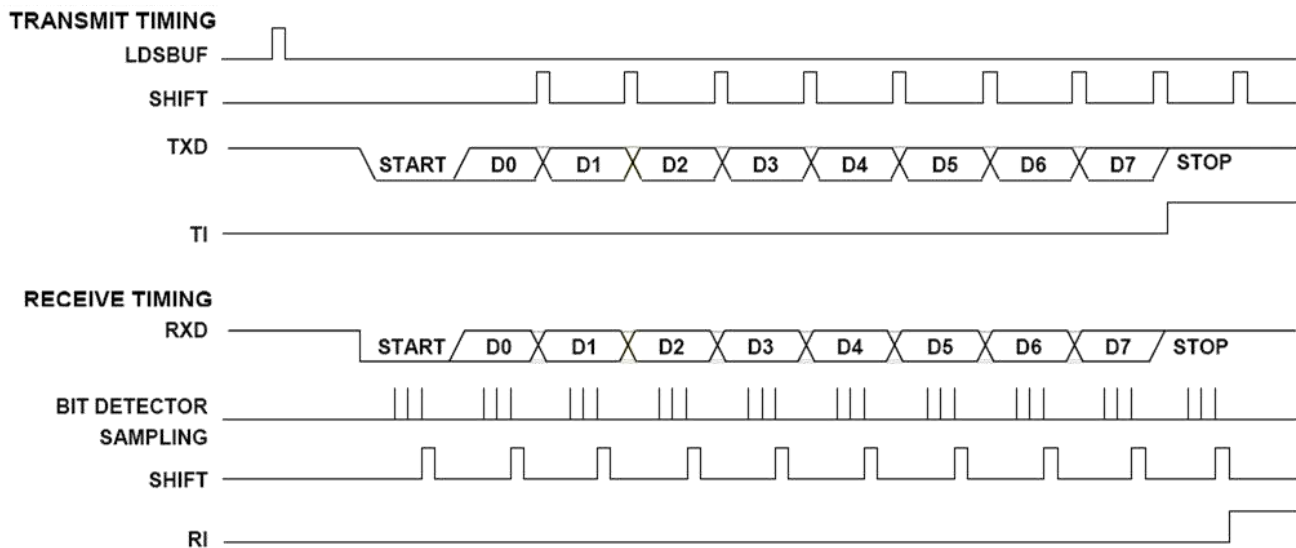 TRANSMIT TIMING
LDSBUF
SHIFT
TXD START D0 D1 D2 D3 D4 D5 D6 D7 STOP
TI
RECEIVE TIMING
RXD START D0 D1 D2 D3 D4 D5 D6 D7 STOP
BIT DETECTOR
SAMPLING
SHIFT
RI